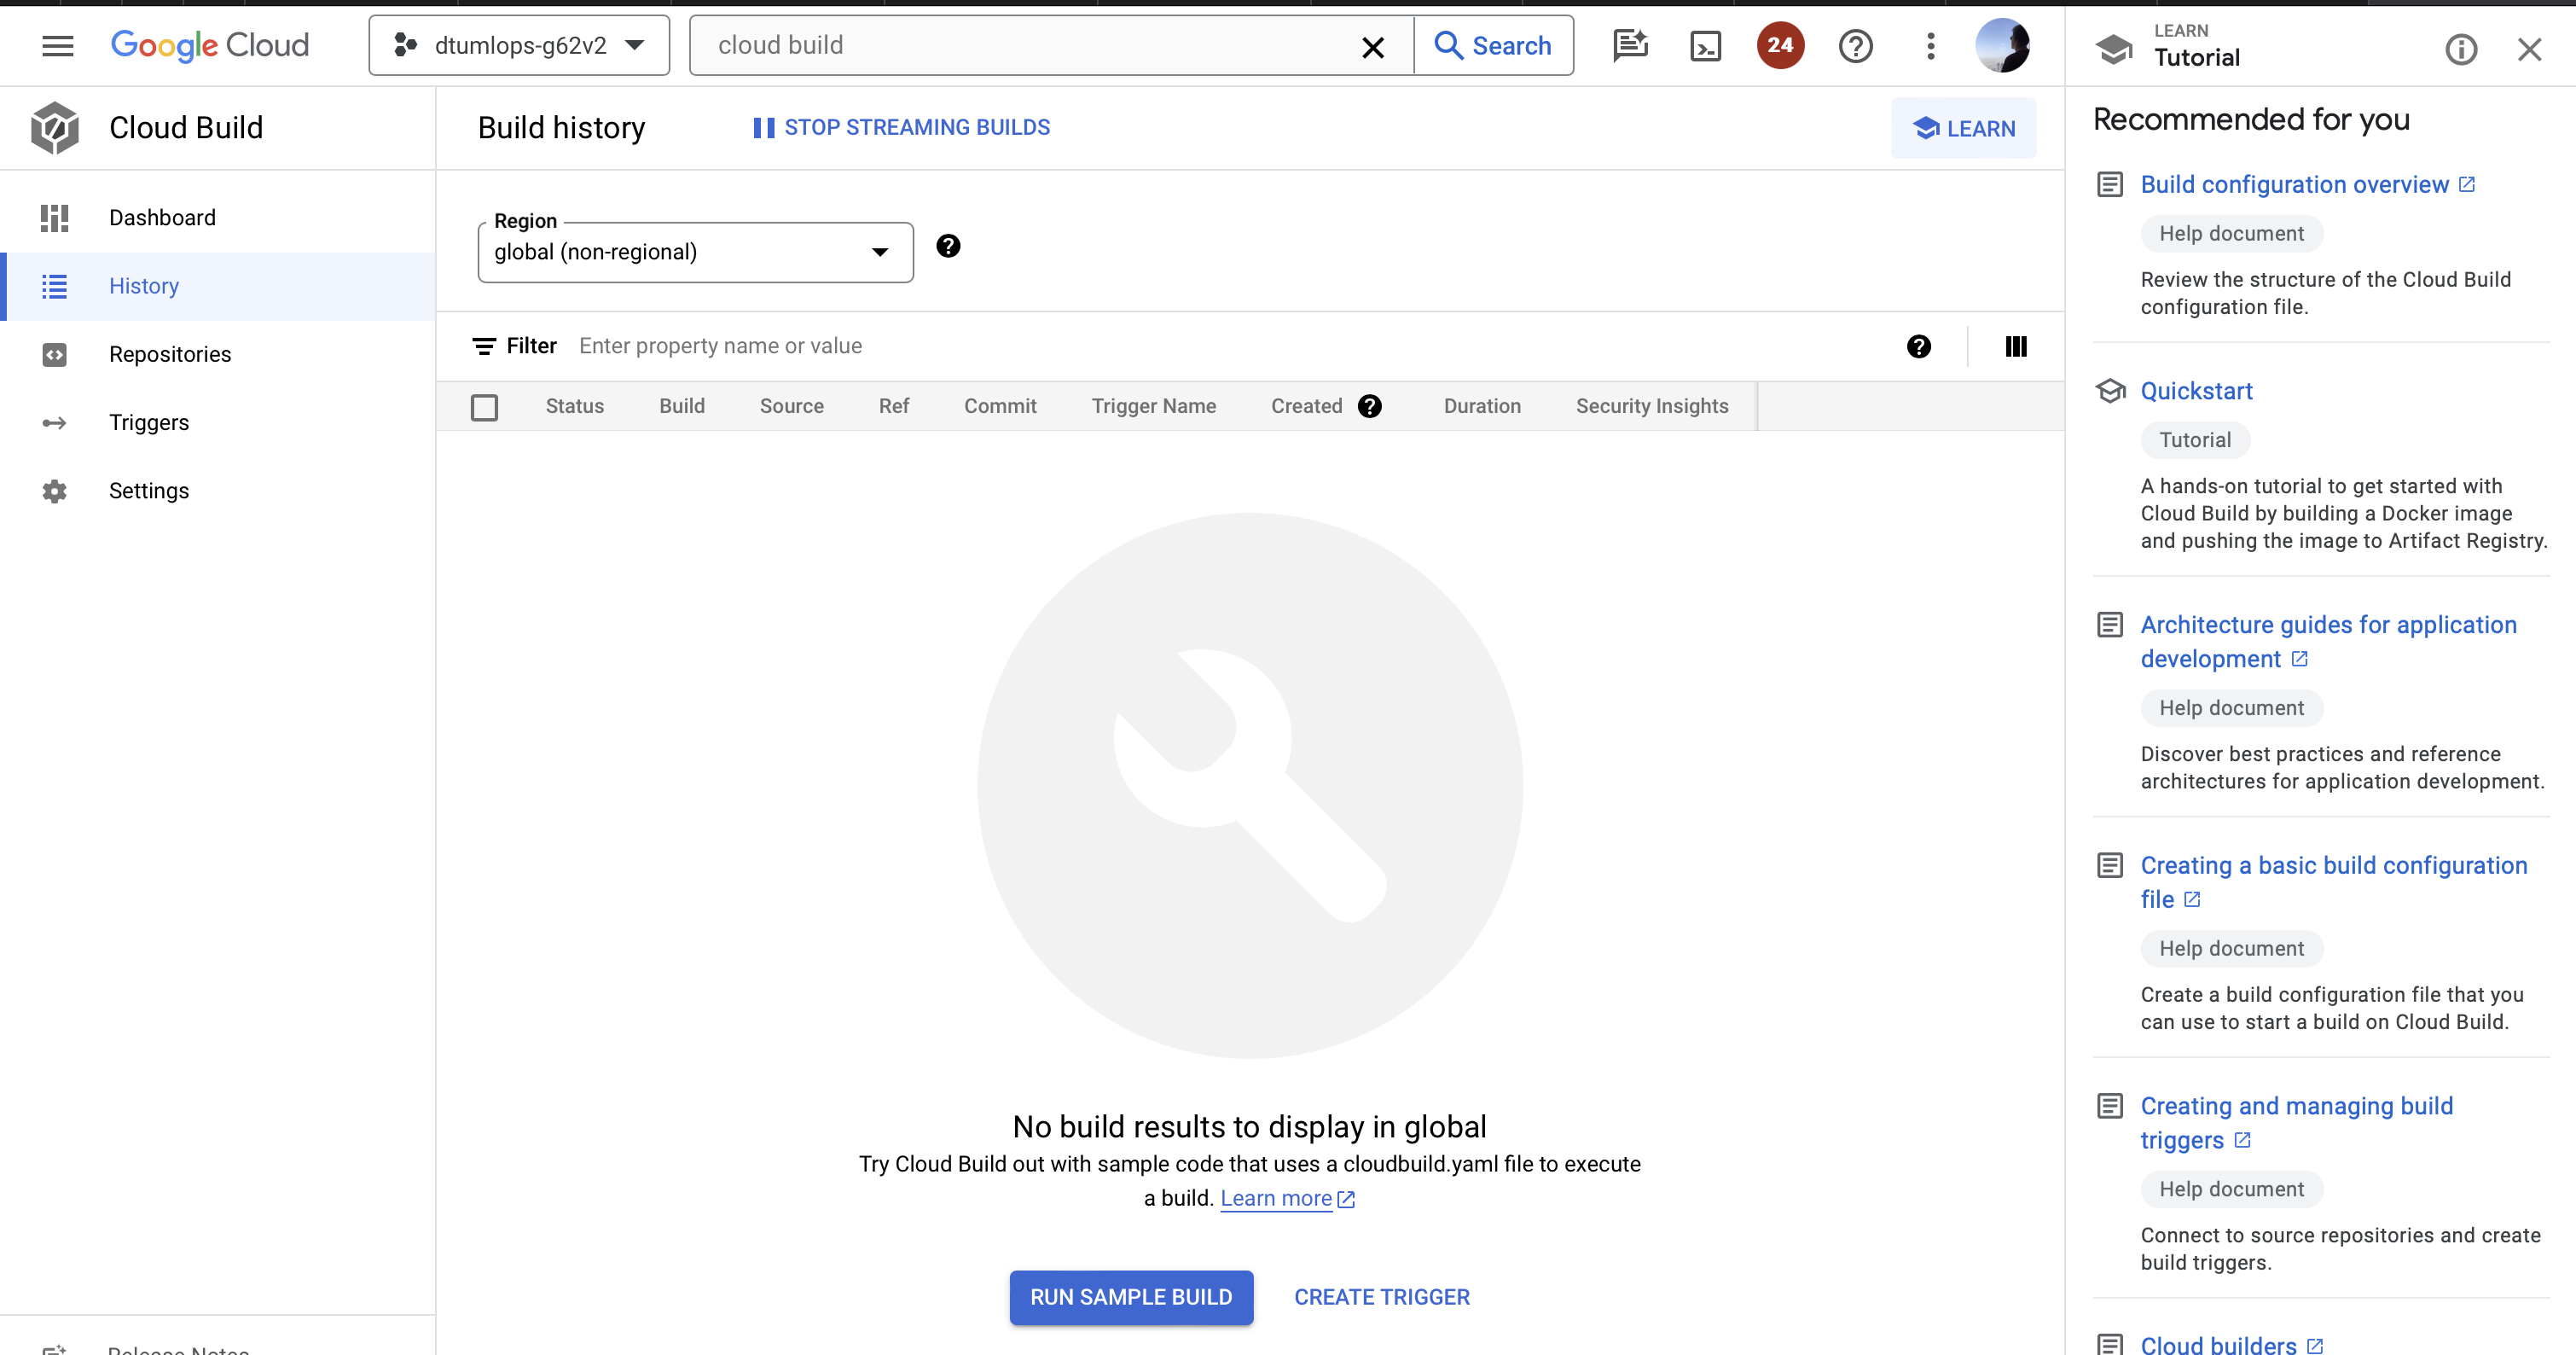 Google Cloud
dtumlops-g62v2
cloud build
Search
24
Cloud Build
Dashboard
History
Repositories
Triggers
Settings
Release Notes
Build history
STOP STREAMING BUILDS
LEARN
Region
global (non-regional)
Filter
Enter property name or value
Status Build Source Ref Commit Trigger Name Created Duration Security Insights
No build results to display in global
Try Cloud Build out with sample code that uses a cloudbuild.yaml file to execute
a build. Learn more
RUN SAMPLE BUILD
CREATE TRIGGER
LEARN
Tutorial
Recommended for you
Build configuration overview
Help document
Review the structure of the Cloud Build
configuration file.
Quickstart
Tutorial
A hands-on tutorial to get started with
Cloud Build by building a Docker image
and pushing the image to Artifact Registry.
Architecture guides for application
development
Help document
Discover best practices and reference
architectures for application development.
Creating a basic build configuration
file
Help document
Create a build configuration file that you
can use to start a build on Cloud Build.
Creating and managing build
triggers
Help document
Connect to source repositories and create
build triggers.
Cloud builders